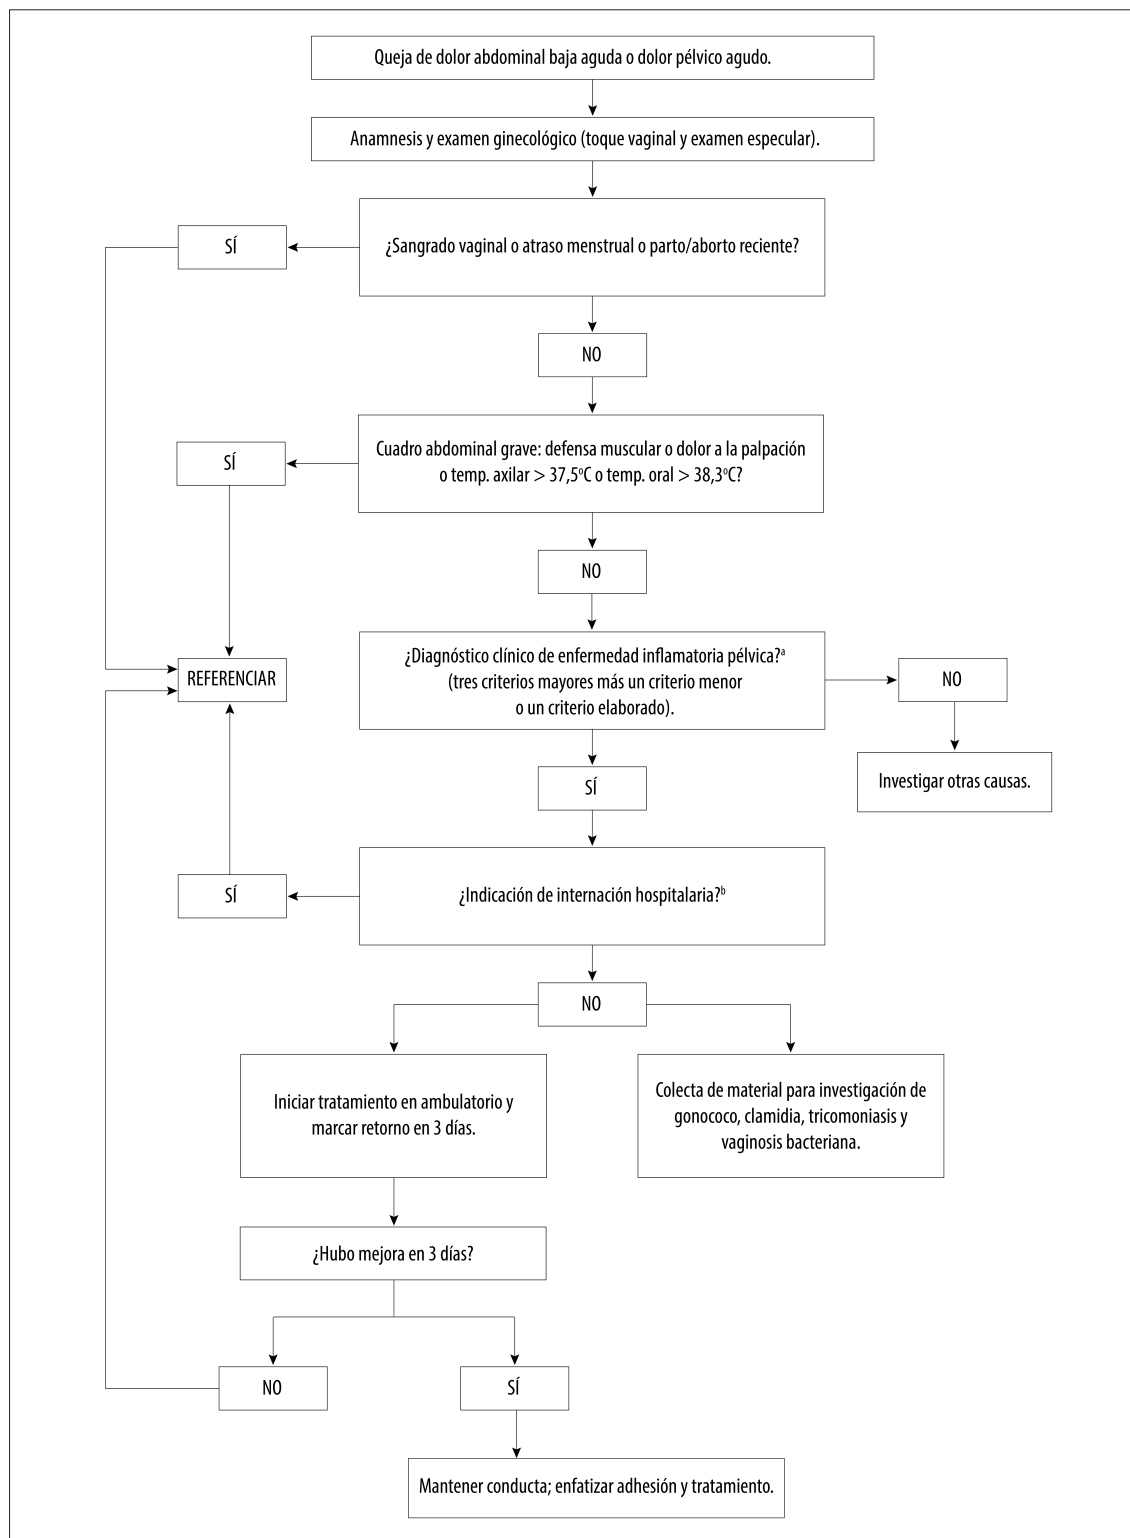 Queja de dolor abdominal baja aguda o dolor pélvico agudo.
Anamnesis y examen ginecológico (toque vaginal y examen especular).
SÍ
¿Sangrado vaginal o atraso menstrual o parto/aborto reciente?
NO
SÍ
Cuadro abdominal grave: defensa muscular o dolor a la palpación
o temp. axilar > 37,5ºC o temp. oral > 38,3ºC?
NO
REFERENCIAR
¿Diagnóstico clínico de enfermedad inflamatoria pélvica?ª
(tres criterios mayores más un criterio menor
o un criterio elaborado).
NO
SÍ
Investigar otras causas.
SÍ
¿Indicación de internación hospitalaria?ᵇ
NO
Iniciar tratamiento en ambulatorio y
marcar retorno en 3 días.
Colecta de material para investigación de
gonococo, clamidia, tricomoniasis y
vaginosis bacteriana.
¿Hubo mejora en 3 días?
NO
SÍ
Mantener conducta; enfatizar adhesión y tratamiento.